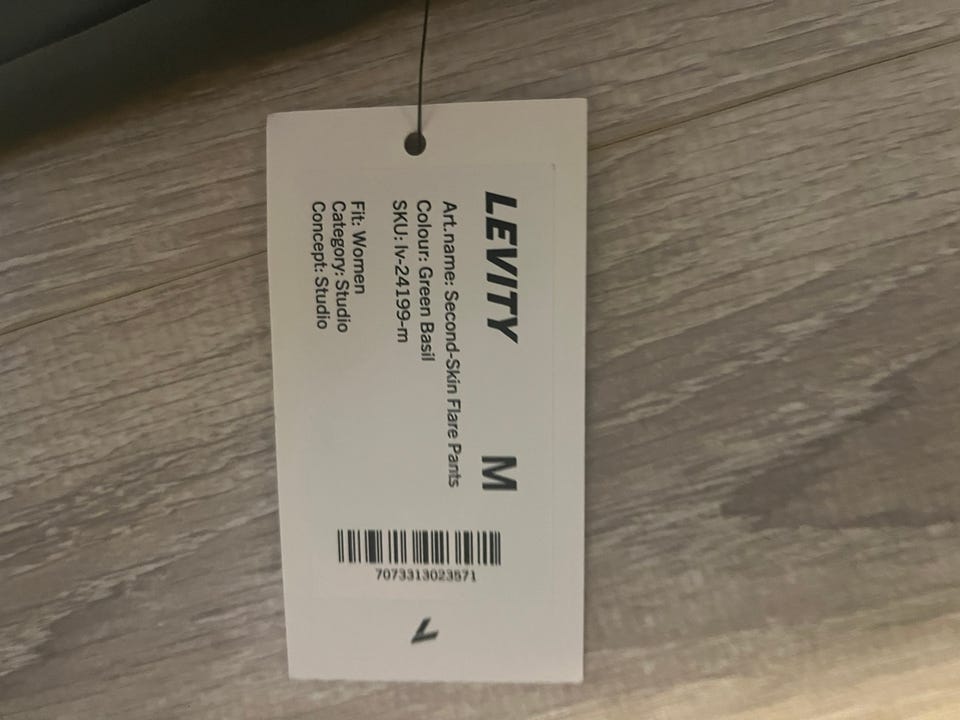 LEVITY M
Art.name: Second-Skin Flare Pants
Colour: Green Basil
SKU: lv-24199-m
Fit: Women
Category: Studio
Concept: Studio
7073313023571